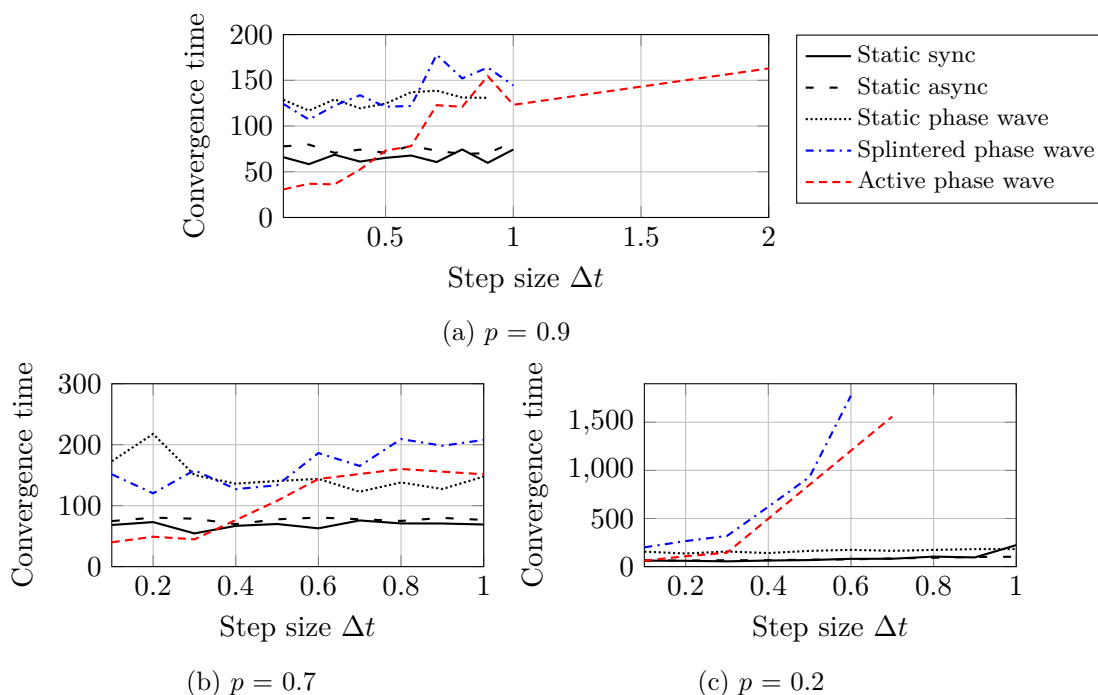 200
150
100
50
0
Convergence time
0.5
1
1.5
2
Step size Δt
(a) p = 0.9
Static sync
Static async
Static phase wave
Splintered phase wave
Active phase wave
300
200
100
0
Convergence time
0.2
0.4
0.6
0.8
1
Step size Δt
(b) p = 0.7
1,500
1,000
500
0
Convergence time
0.2
0.4
0.6
0.8
1
Step size Δt
(c) p = 0.2